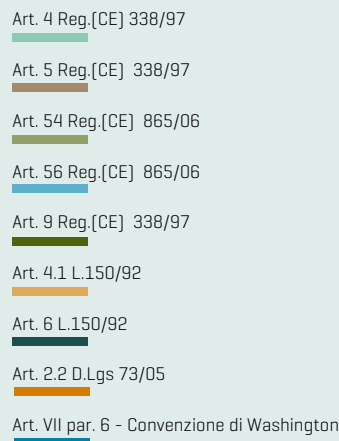 Art. 4 Reg.(CE) 338/97
Art. 5 Reg.(CE) 338/97
Art. 54 Reg.(CE) 865/06
Art. 56 Reg.(CE) 865/06
Art. 9 Reg.(CE) 338/97
Art. 4.1 L.150/92
Art. 6 L.150/92
Art. 2.2 D.Lgs 73/05
Art. VII par. 6 - Convenzione di Washington